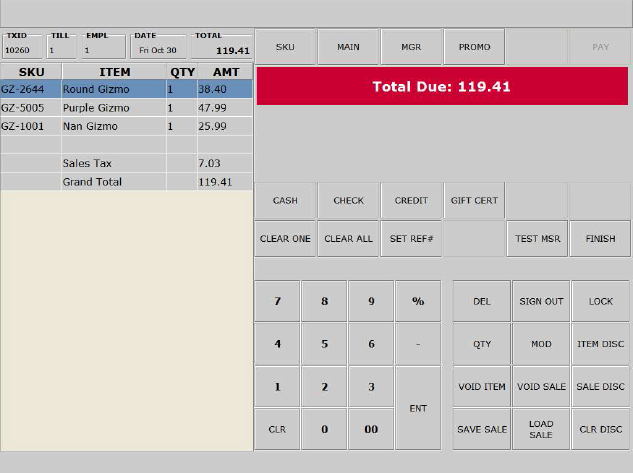 TXID TILL EMPL DATE TOTAL
10260 1 1 Fri Oct 30 119.41
SKU MAIN MGR PROMO PAY
SKU ITEM QTY AMT
GZ-2644 Round Gizmo 1 38.40
GZ-5005 Purple Gizmo 1 47.99
GZ-1001 Nan Gizmo 1 25.99
Sales Tax 7.03
Grand Total 119.41
Total Due: 119.41
CASH CHECK CREDIT GIFT CERT
CLEAR ONE CLEAR ALL SET REF# TEST MSR FINISH
7 8 9 % DEL SIGN OUT LOCK
4 5 6 - QTY MOD ITEM DISC
1 2 3 ENT VOID ITEM VOID SALE SALE DISC
CLR 0 00 SAVE SALE LOAD SALE CLR DISC